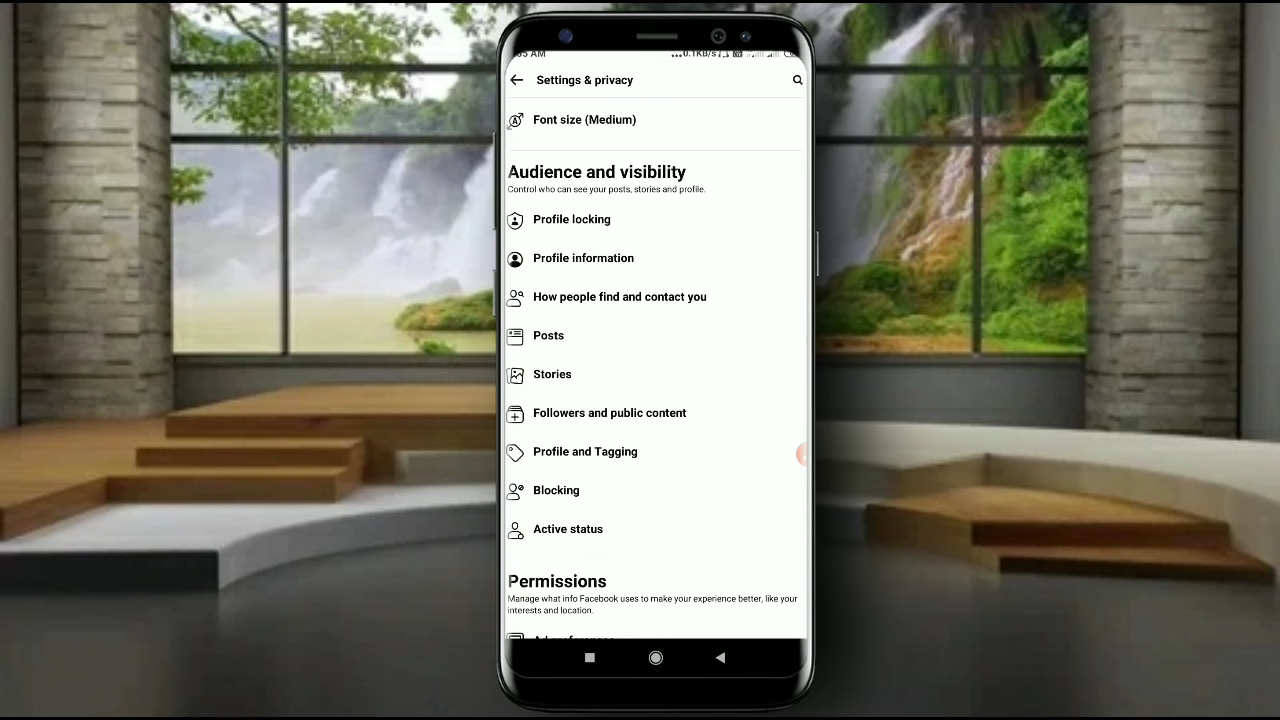 Settings & privacy
Font size (Medium)
Audience and visibility
Control who can see your posts, stories and profile.
Profile locking
Profile information
How people find and contact you
Posts
Stories
Followers and public content
Profile and Tagging
Blocking
Active status
Permissions
Manage what info Facebook uses to make your experience better, like your
interests and location.